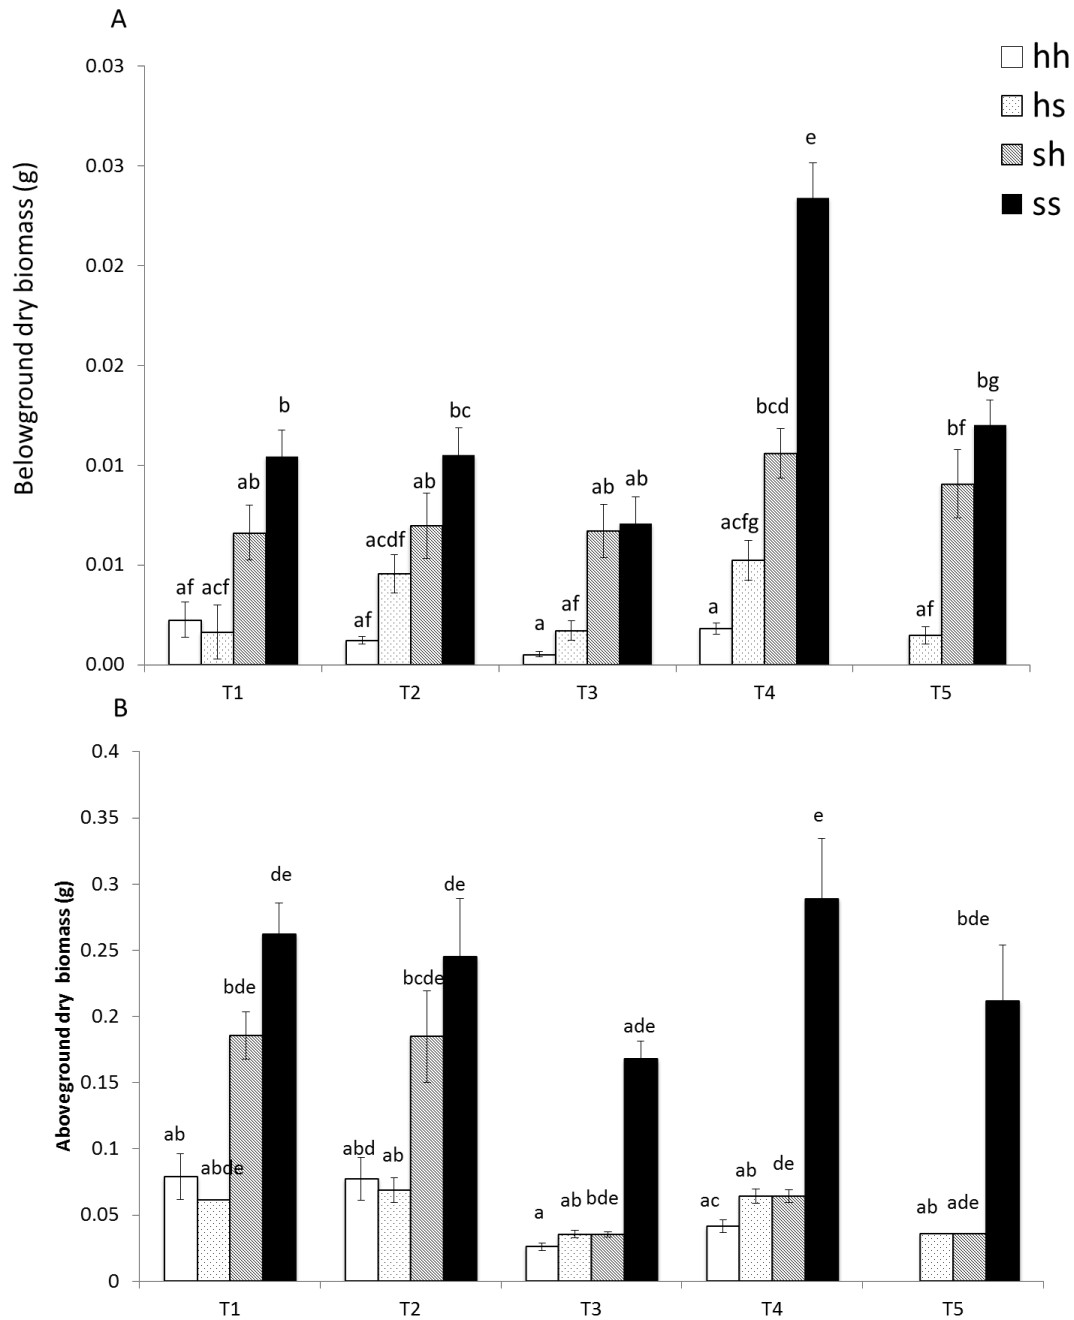 A
hh
hs
sh
ss
Belowground dry biomass (g)
0.03
0.03
0.02
0.02
0.01
0.01
0.00
af acf ab b
af acdf ab bc
a af ab ab
a acfg bcd e
af bf bg
T1 T2 T3 T4 T5
B
Aboveground dry biomass (g)
0.4
0.35
0.3
0.25
0.2
0.15
0.1
0.05
0
ab abde bde de
abd ab bcde de
a ab bde ade
ac ab de e
ab ade bde
T1 T2 T3 T4 T5